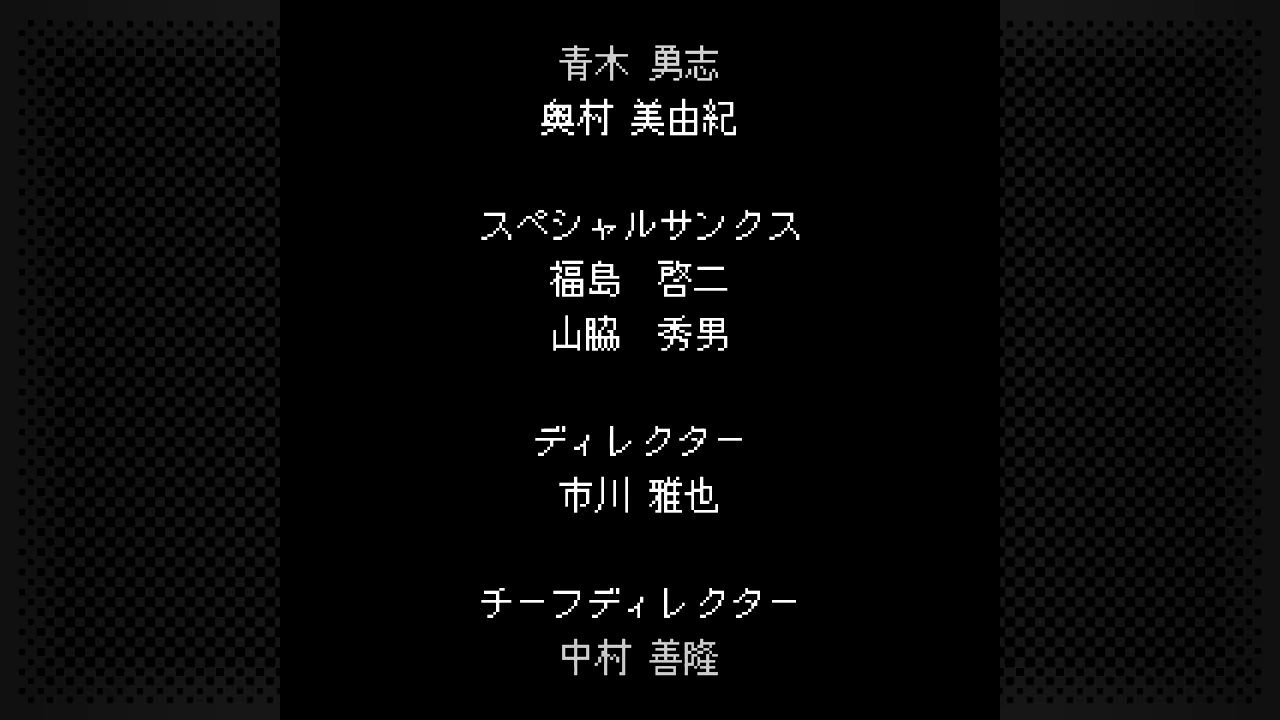 青木 勇志
奥村 美由紀
スペシャルサンクス
福島　啓二
山脇　秀男
ディレクター
市川 雅也
チーフディレクター
中村 善隆